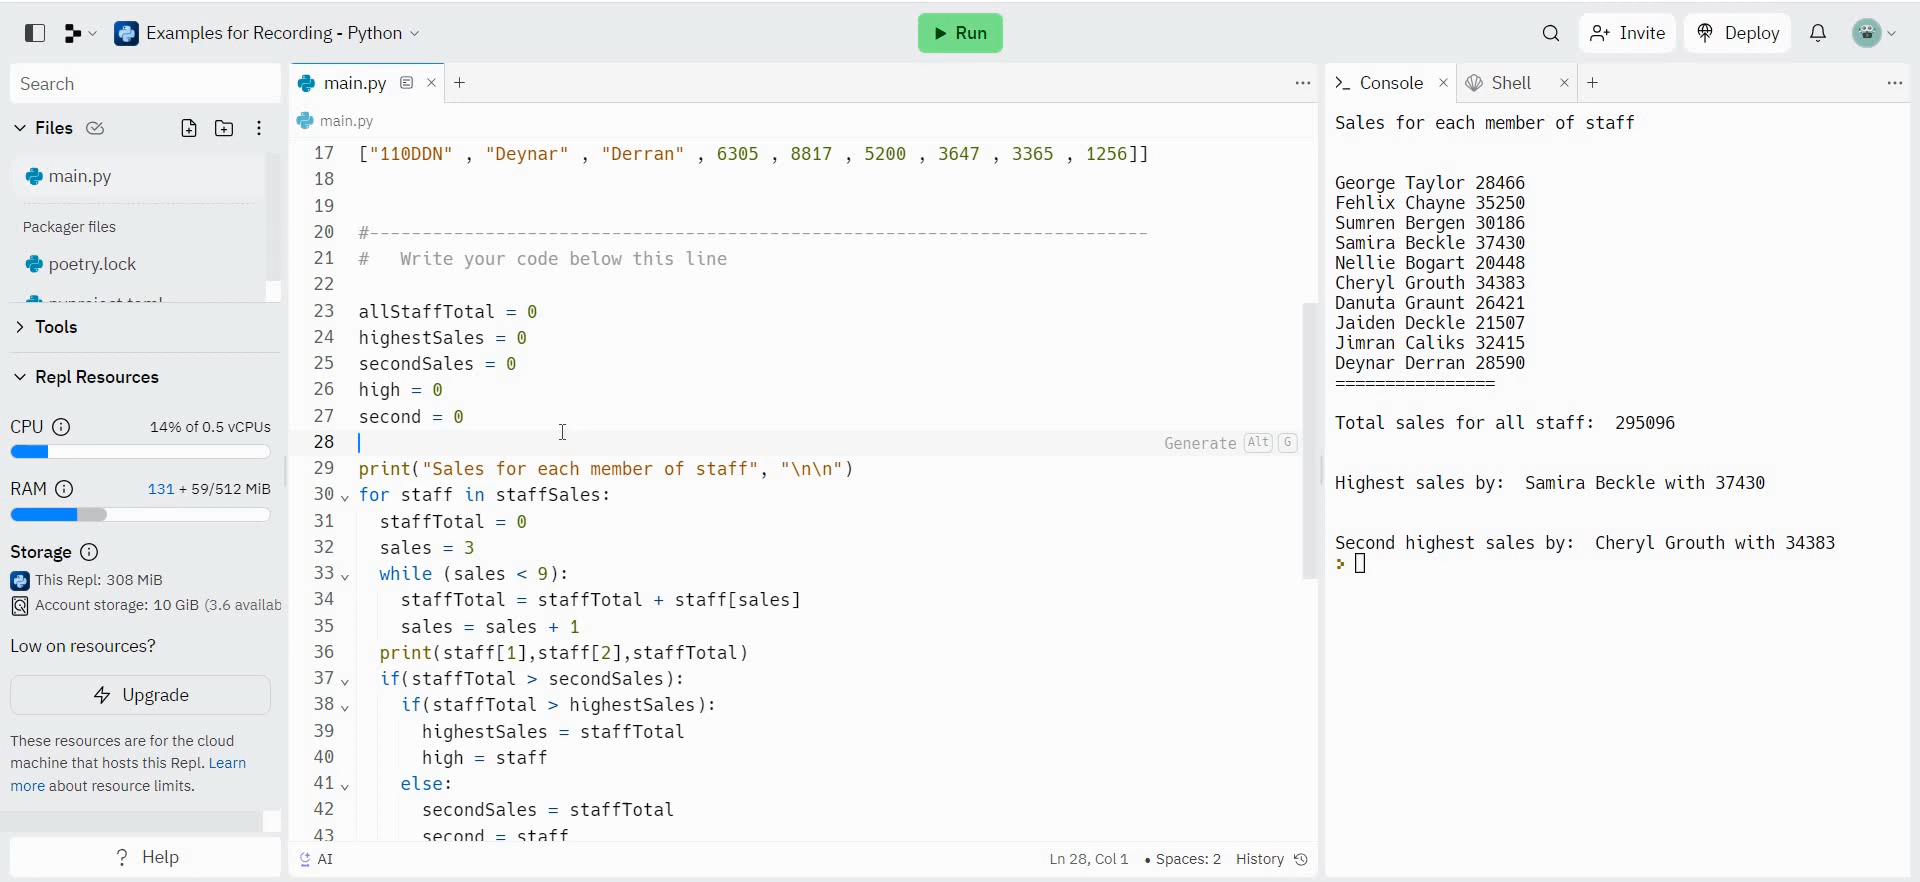 Examples for Recording - Python
Run
Invite
Deploy
Search
Files
main.py
Packager files
poetry.lock
pyproject.toml
Tools
Repl Resources
CPU 14% of 0.5 vCPUs
RAM 131 + 59/512 MiB
Storage
This Repl: 308 MiB
Account storage: 10 GiB (3.6 availab
Low on resources?
Upgrade
These resources are for the cloud
machine that hosts this Repl. Learn
more about resource limits.
? Help
main.py
main.py
17 ["110DDN" , "Deynar" , "Derran" , 6305 , 8817 , 5200 , 3647 , 3365 , 1256]]
18
19
20 #--------------------------------------------------------------------------
21 #   Write your code below this line
22
23 allStaffTotal = 0
24 highestSales = 0
25 secondSales = 0
26 high = 0
27 second = 0
28 Generate Alt G
29 print("Sales for each member of staff", "\n\n")
30 for staff in staffSales:
31   staffTotal = 0
32   sales = 3
33   while (sales < 9):
34     staffTotal = staffTotal + staff[sales]
35     sales = sales + 1
36   print(staff[1],staff[2],staffTotal)
37   if(staffTotal > secondSales):
38     if(staffTotal > highestSales):
39       highestSales = staffTotal
40       high = staff
41     else:
42       secondSales = staffTotal
43       second = staff
AI Ln 28, Col 1 • Spaces: 2 History
>_ Console Shell
Sales for each member of staff
George Taylor 28466
Fehlix Chayne 35250
Sumren Bergen 30186
Samira Beckle 37430
Nellie Bogart 20448
Cheryl Grouth 34383
Danuta Graunt 26421
Jaiden Deckle 21507
Jimran Caliks 32415
Deynar Derran 28590
================
Total sales for all staff:  295096
Highest sales by:  Samira Beckle with 37430
Second highest sales by:  Cheryl Grouth with 34383
>